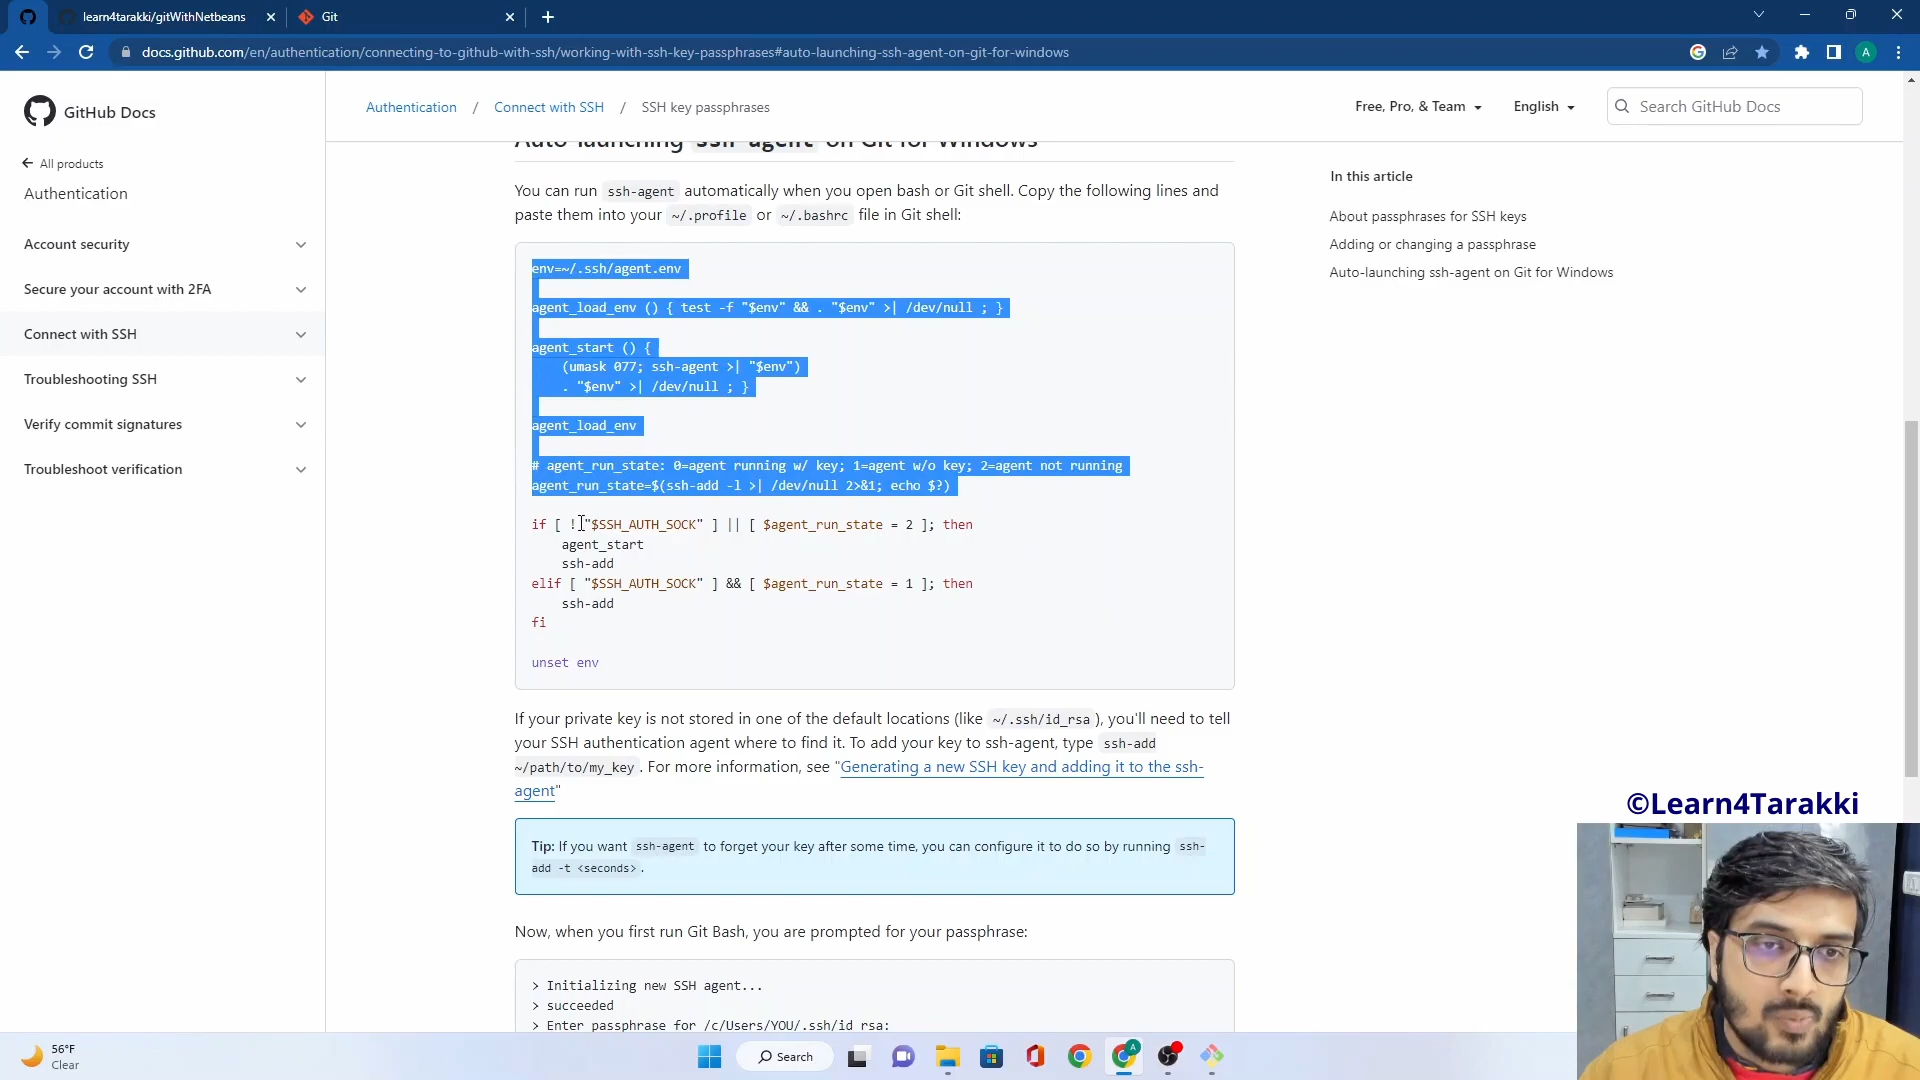 learn4tarakki/gitWithNetbeans
Git
docs.github.com/en/authentication/connecting-to-github-with-ssh/working-with-ssh-key-passphrases#auto-launching-ssh-agent-on-git-for-windows
A
GitHub Docs
Authentication / Connect with SSH / SSH key passphrases
Free, Pro, & Team
English
Search GitHub Docs
All products
Authentication
Account security
Secure your account with 2FA
Connect with SSH
Troubleshooting SSH
Verify commit signatures
Troubleshoot verification
Auto-launching ssh-agent on Git for Windows
You can run ssh-agent automatically when you open bash or Git shell. Copy the following lines and
paste them into your ~/.profile or ~/.bashrc file in Git shell:
env=~/.ssh/agent.env
agent_load_env () { test -f "$env" && . "$env" >| /dev/null ; }
agent_start () {
(umask 077; ssh-agent >| "$env")
. "$env" >| /dev/null ; }
agent_load_env
# agent_run_state: 0=agent running w/ key; 1=agent w/o key; 2=agent not running
agent_run_state=$(ssh-add -l >| /dev/null 2>&1; echo $?)
if [ ! "$SSH_AUTH_SOCK" ] || [ $agent_run_state = 2 ]; then
agent_start
ssh-add
elif [ "$SSH_AUTH_SOCK" ] && [ $agent_run_state = 1 ]; then
ssh-add
fi
unset env
If your private key is not stored in one of the default locations (like ~/.ssh/id_rsa ), you'll need to tell
your SSH authentication agent where to find it. To add your key to ssh-agent, type ssh-add
~/path/to/my_key . For more information, see "Generating a new SSH key and adding it to the ssh-
agent"
Tip: If you want ssh-agent to forget your key after some time, you can configure it to do so by running ssh-
add -t <seconds> .
Now, when you first run Git Bash, you are prompted for your passphrase:
> Initializing new SSH agent...
> succeeded
> Enter passphrase for /c/Users/YOU/.ssh/id_rsa:
In this article
About passphrases for SSH keys
Adding or changing a passphrase
Auto-launching ssh-agent on Git for Windows
©Learn4Tarakki
56°F
Clear
Search
A